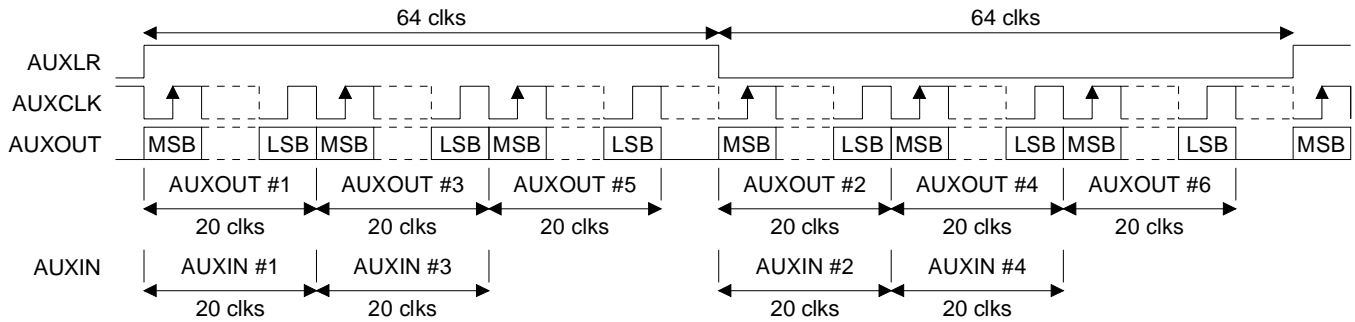 64 clks 64 clks
AUXLR
AUXCLK
AUXOUT MSB LSB MSB LSB MSB LSB MSB LSB MSB LSB MSB LSB MSB
AUXOUT #1 AUXOUT #3 AUXOUT #5 AUXOUT #2 AUXOUT #4 AUXOUT #6
20 clks 20 clks 20 clks 20 clks 20 clks 20 clks
AUXIN AUXIN #1 AUXIN #3 AUXIN #2 AUXIN #4
20 clks 20 clks 20 clks 20 clks